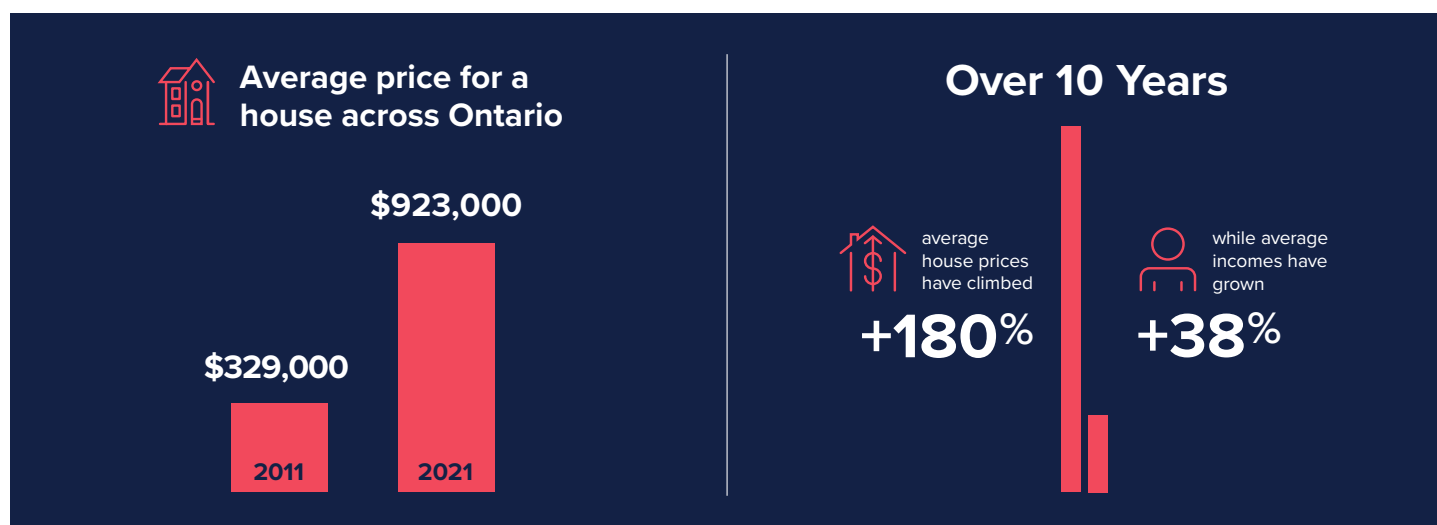 Average price for a
house across Ontario
$923,000
$329,000
2011
2021
Over 10 Years
average
house prices
have climbed
+180%
while average
incomes have
grown
+38%